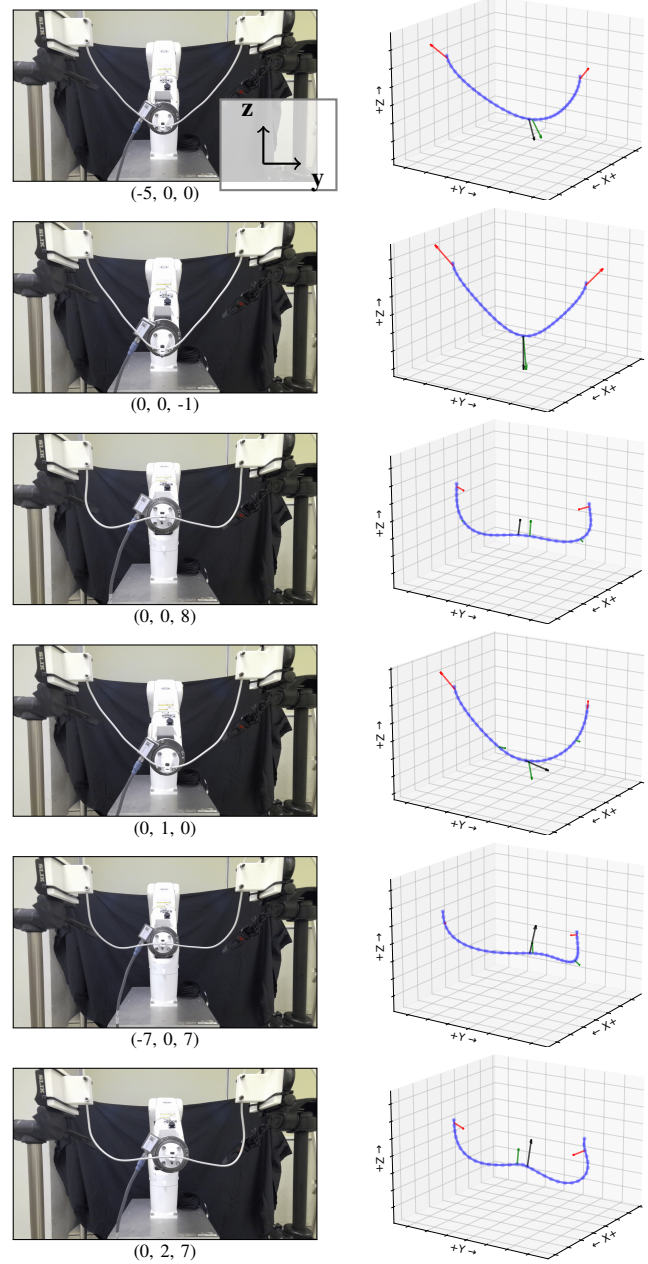 z
y
(-5, 0, 0)
+Z→
+Y →
← X+
(0, 0, -1)
+Z→
+Y →
← X+
(0, 0, 8)
+Z→
+Y →
← X+
(0, 1, 0)
+Z→
+Y →
← X+
(-7, 0, 7)
+Z→
+Y →
← X+
(0, 2, 7)
+Z→
+Y →
← X+